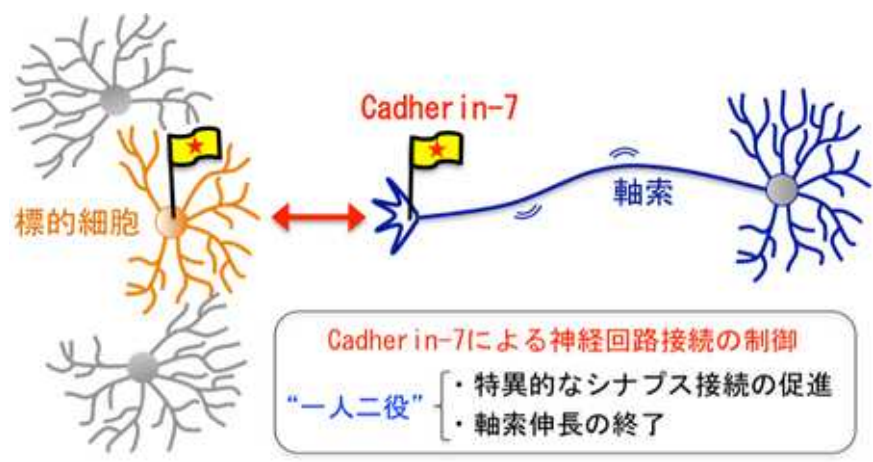 Cadherin-7
標的細胞
軸索
Cadherin-7による神経回路接続の制御
“一人二役”
・特異的なシナプス接続の促進
・軸索伸長の終了